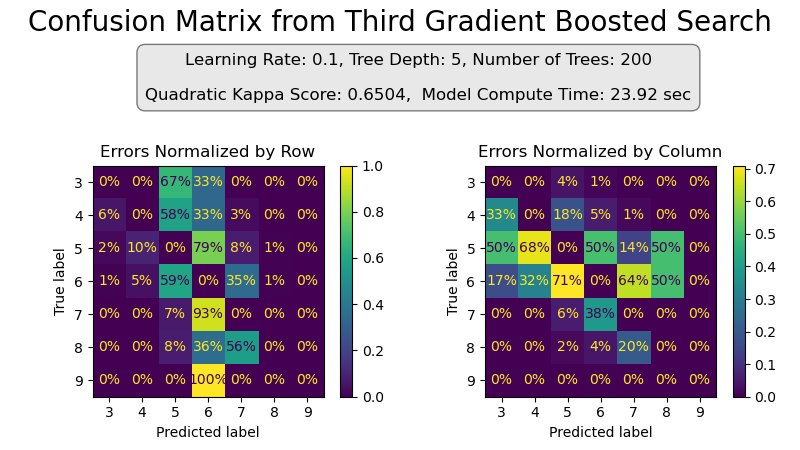 Confusion Matrix from Third Gradient Boosted Search
Learning Rate: 0.1, Tree Depth: 5, Number of Trees: 200
Quadratic Kappa Score: 0.6504,  Model Compute Time: 23.92 sec
Errors Normalized by Row
True label
3 0% 0% 67% 33% 0% 0% 0%
4 6% 0% 58% 33% 3% 0% 0%
5 2% 10% 0% 79% 8% 1% 0%
6 1% 5% 59% 0% 35% 1% 0%
7 0% 0% 7% 93% 0% 0% 0%
8 0% 0% 8% 36% 56% 0% 0%
9 0% 0% 0% 100% 0% 0% 0%
3 4 5 6 7 8 9
Predicted label
1.0
0.8
0.6
0.4
0.2
0.0
Errors Normalized by Column
True label
3 0% 0% 4% 1% 0% 0% 0%
4 33% 0% 18% 5% 1% 0% 0%
5 50% 68% 0% 50% 14% 50% 0%
6 17% 32% 71% 0% 64% 50% 0%
7 0% 0% 6% 38% 0% 0% 0%
8 0% 0% 2% 4% 20% 0% 0%
9 0% 0% 0% 0% 0% 0% 0%
3 4 5 6 7 8 9
Predicted label
0.7
0.6
0.5
0.4
0.3
0.2
0.1
0.0